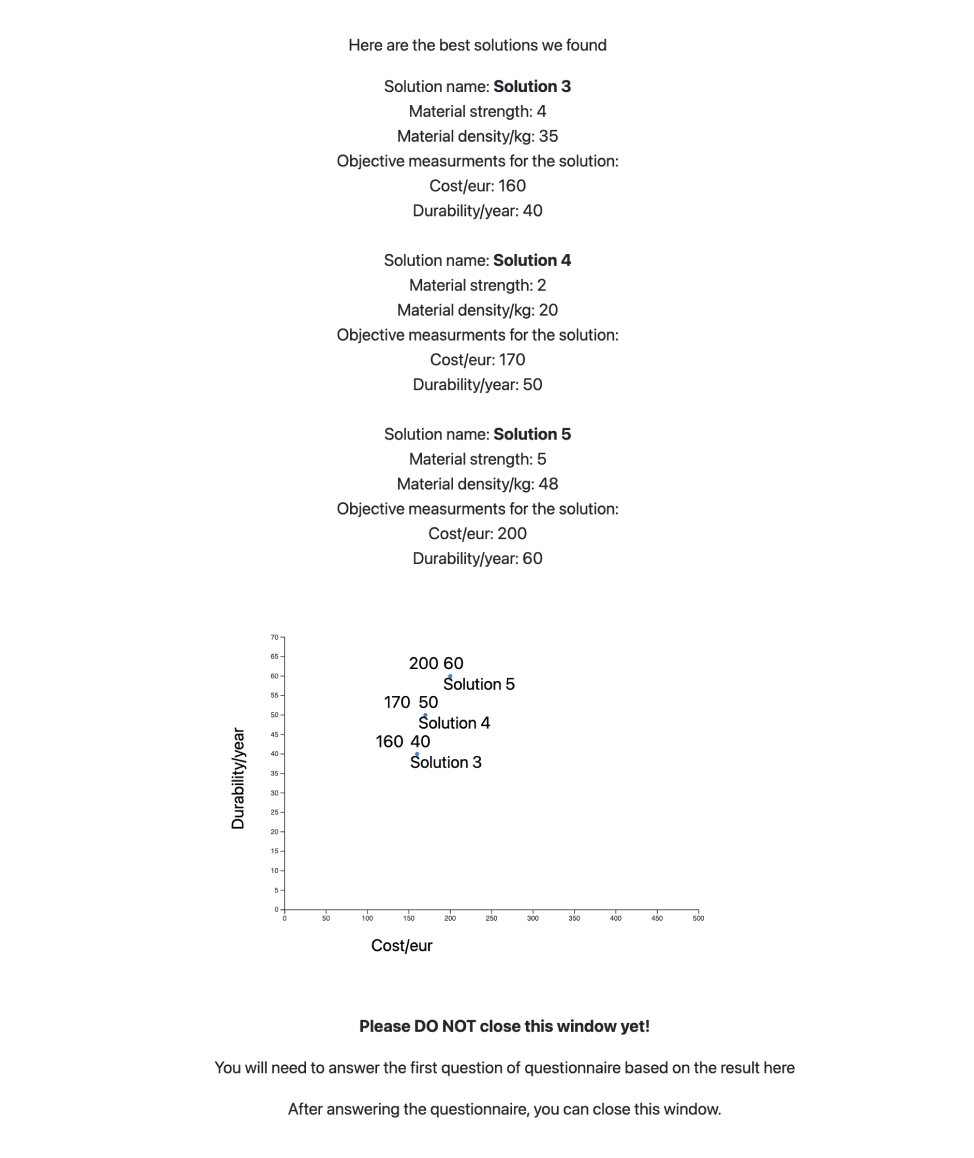 Here are the best solutions we found
Solution name: Solution 3
Material strength: 4
Material density/kg: 35
Objective measurments for the solution:
Cost/eur: 160
Durability/year: 40
Solution name: Solution 4
Material strength: 2
Material density/kg: 20
Objective measurments for the solution:
Cost/eur: 170
Durability/year: 50
Solution name: Solution 5
Material strength: 5
Material density/kg: 48
Objective measurments for the solution:
Cost/eur: 200
Durability/year: 60
Durability/year
70
65
60
55
50
45
40
35
30
25
20
15
10
5
0
200 60
Solution 5
170 50
Solution 4
160 40
Solution 3
0 50 100 150 200 250 300 350 400 450 500
Cost/eur
Please DO NOT close this window yet!
You will need to answer the first question of questionnaire based on the result here
After answering the questionnaire, you can close this window.